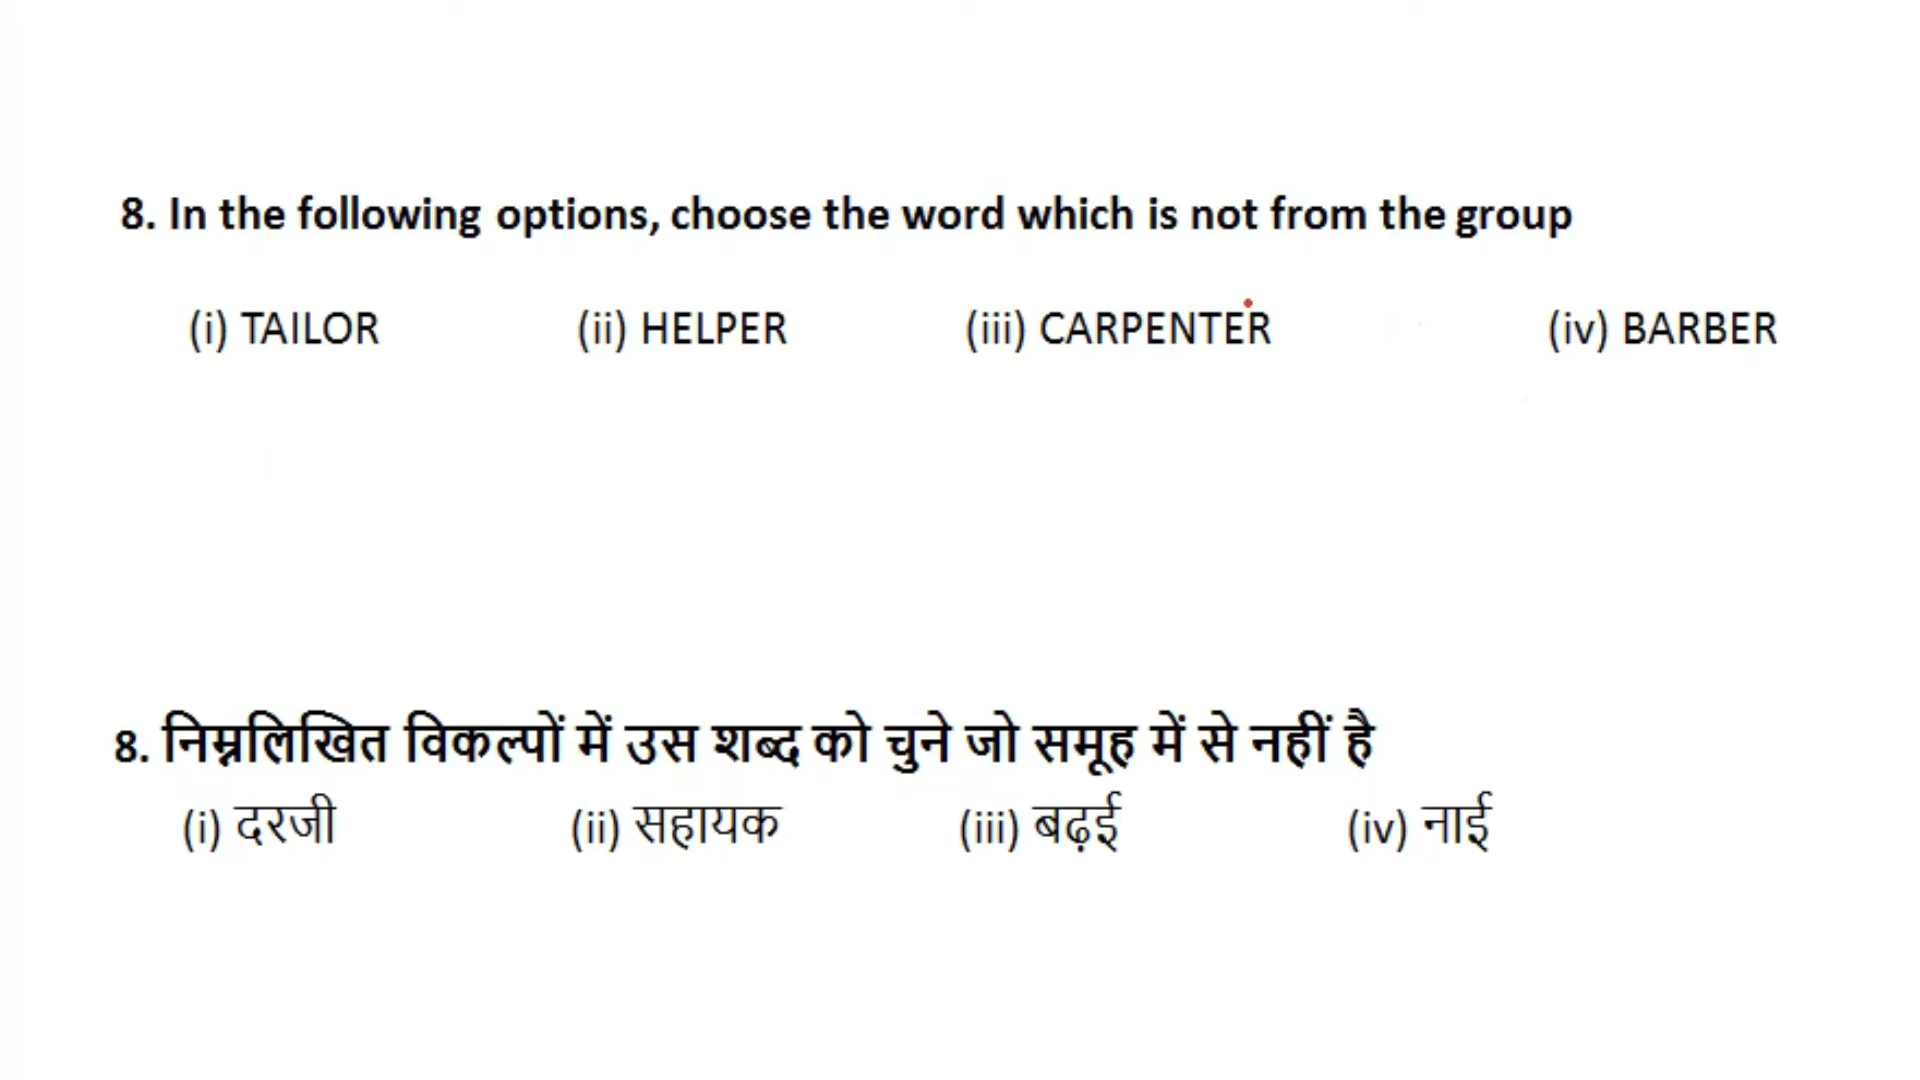 8. In the following options, choose the word which is not from the group
(i) TAILOR (ii) HELPER (iii) CARPENTER (iv) BARBER
8. निम्नलिखित विकल्पों में उस शब्द को चुने जो समूह में से नहीं है
(i) दरजी (ii) सहायक (iii) बढ़ई (iv) नाई